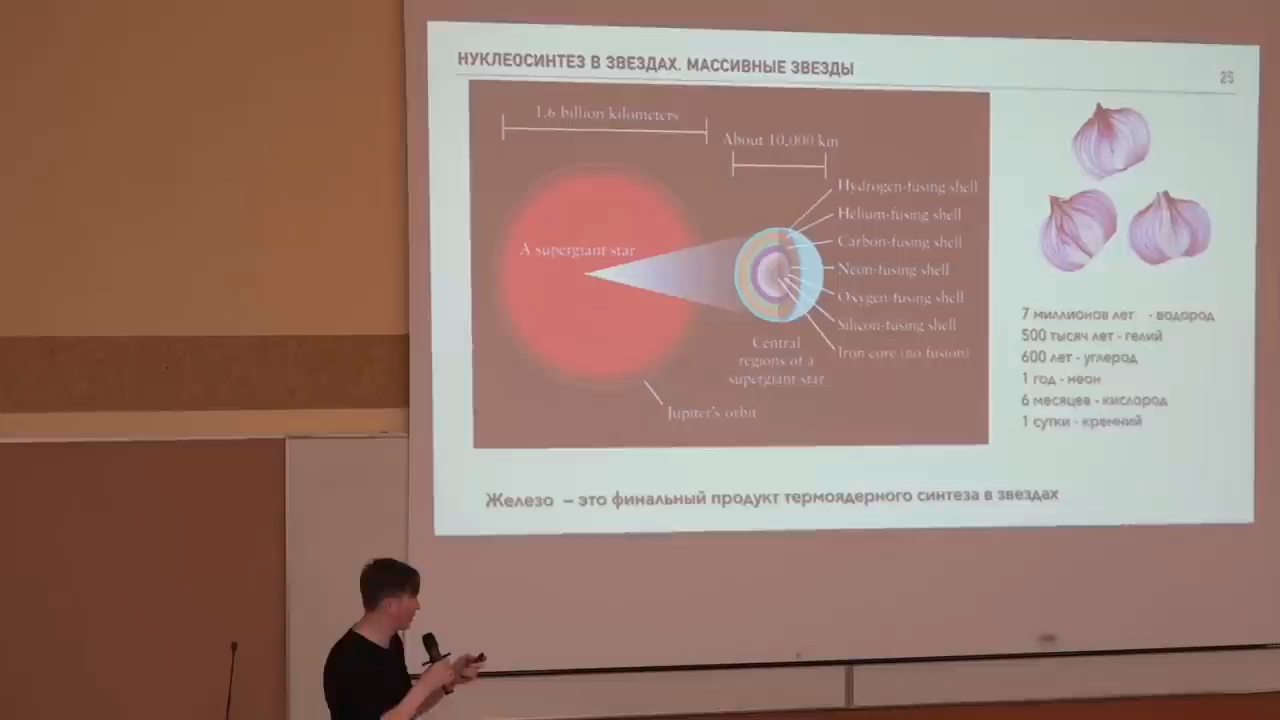 НУКЛЕОСИНТЕЗ В ЗВЕЗДАХ. МАССИВНЫЕ ЗВЕЗДЫ
25
1.6 billion kilometers
About 10,000 km
Hydrogen-fusing shell
Helium-fusing shell
A supergiant star
Carbon-fusing shell
Neon-fusing shell
Oxygen-fusing shell
Silicon-fusing shell
Iron core (no fusion)
Central
regions of a
supergiant star
Jupiter's orbit
7 миллионов лет - водород
500 тысяч лет - гелий
600 лет - углерод
1 год - неон
6 месяцев - кислород
1 сутки - кремний
Железо – это финальный продукт термоядерного синтеза в звездах